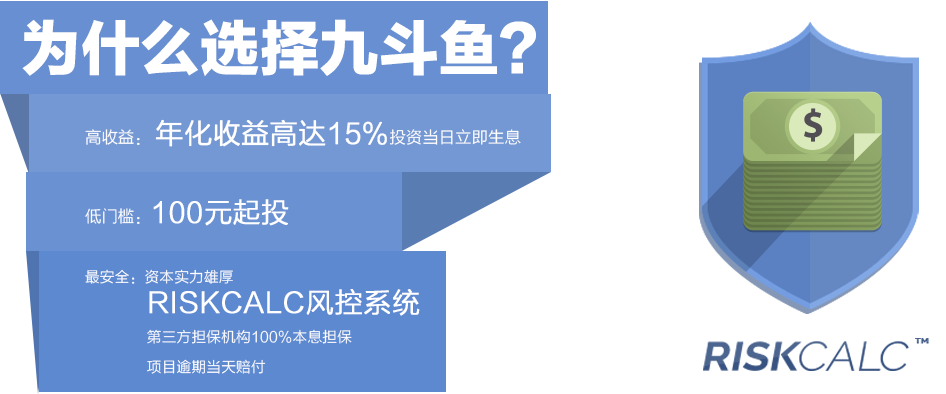 为什么选择九斗鱼?
高收益：年化收益高达15%投资当日立即生息
低门槛：100元起投
最安全：资本实力雄厚
RISKCALC风控系统
第三方担保机构100%本息担保
项目逾期当天赔付
$
RISKCALC™